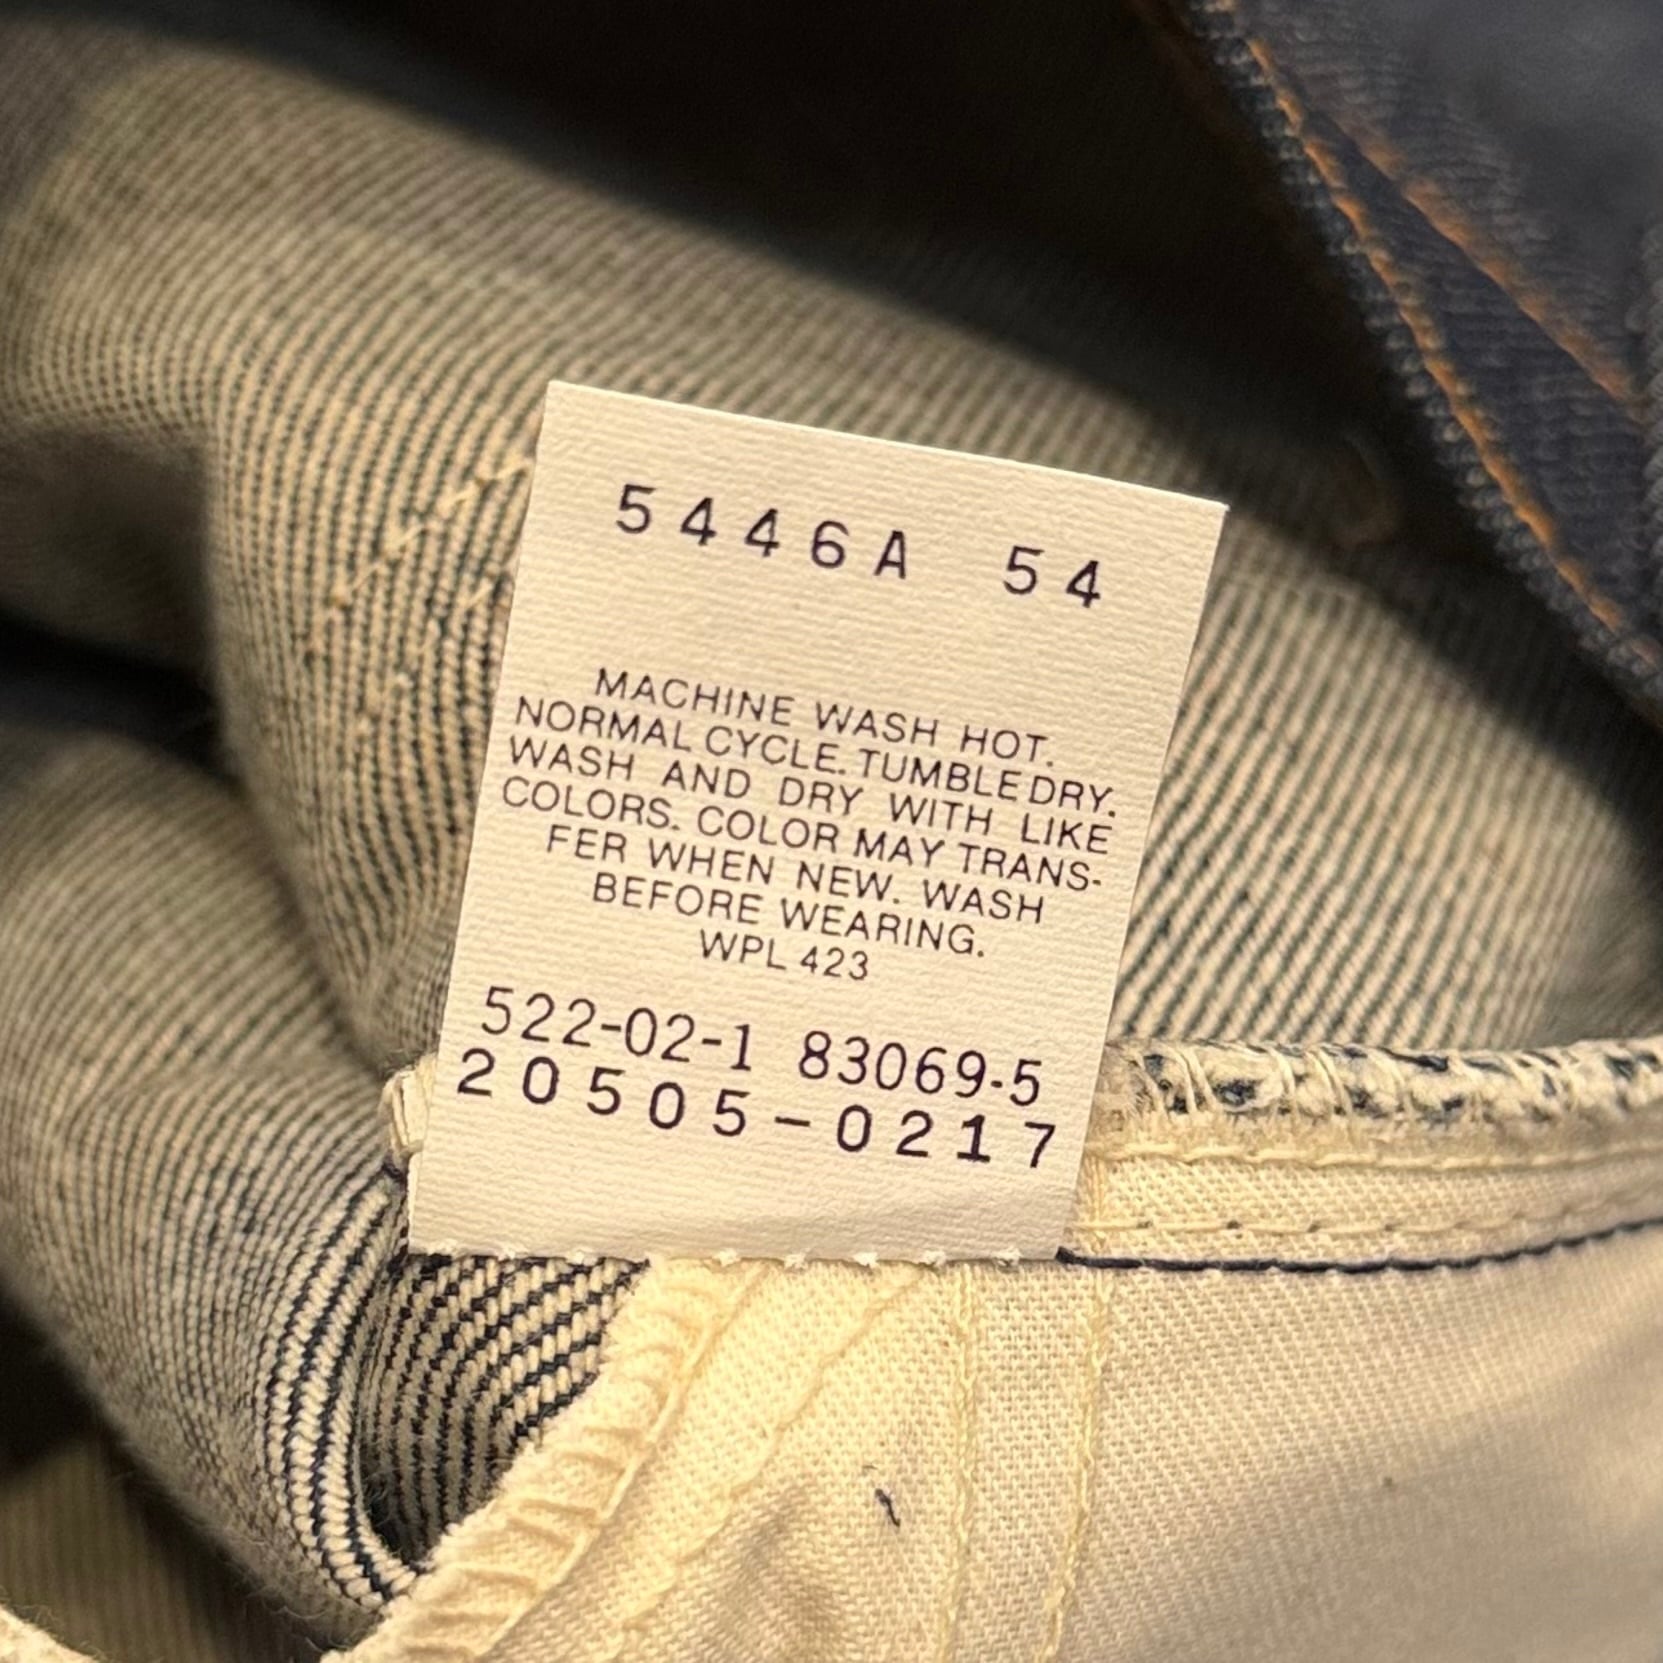 5446A 54
MACHINE WASH HOT.
NORMAL CYCLE. TUMBLE DRY.
WASH AND DRY WITH LIKE
COLORS. COLOR MAY TRANS-
FER WHEN NEW. WASH
BEFORE WEARING.
WPL 423
522-02-1 83069-5
20505-0217